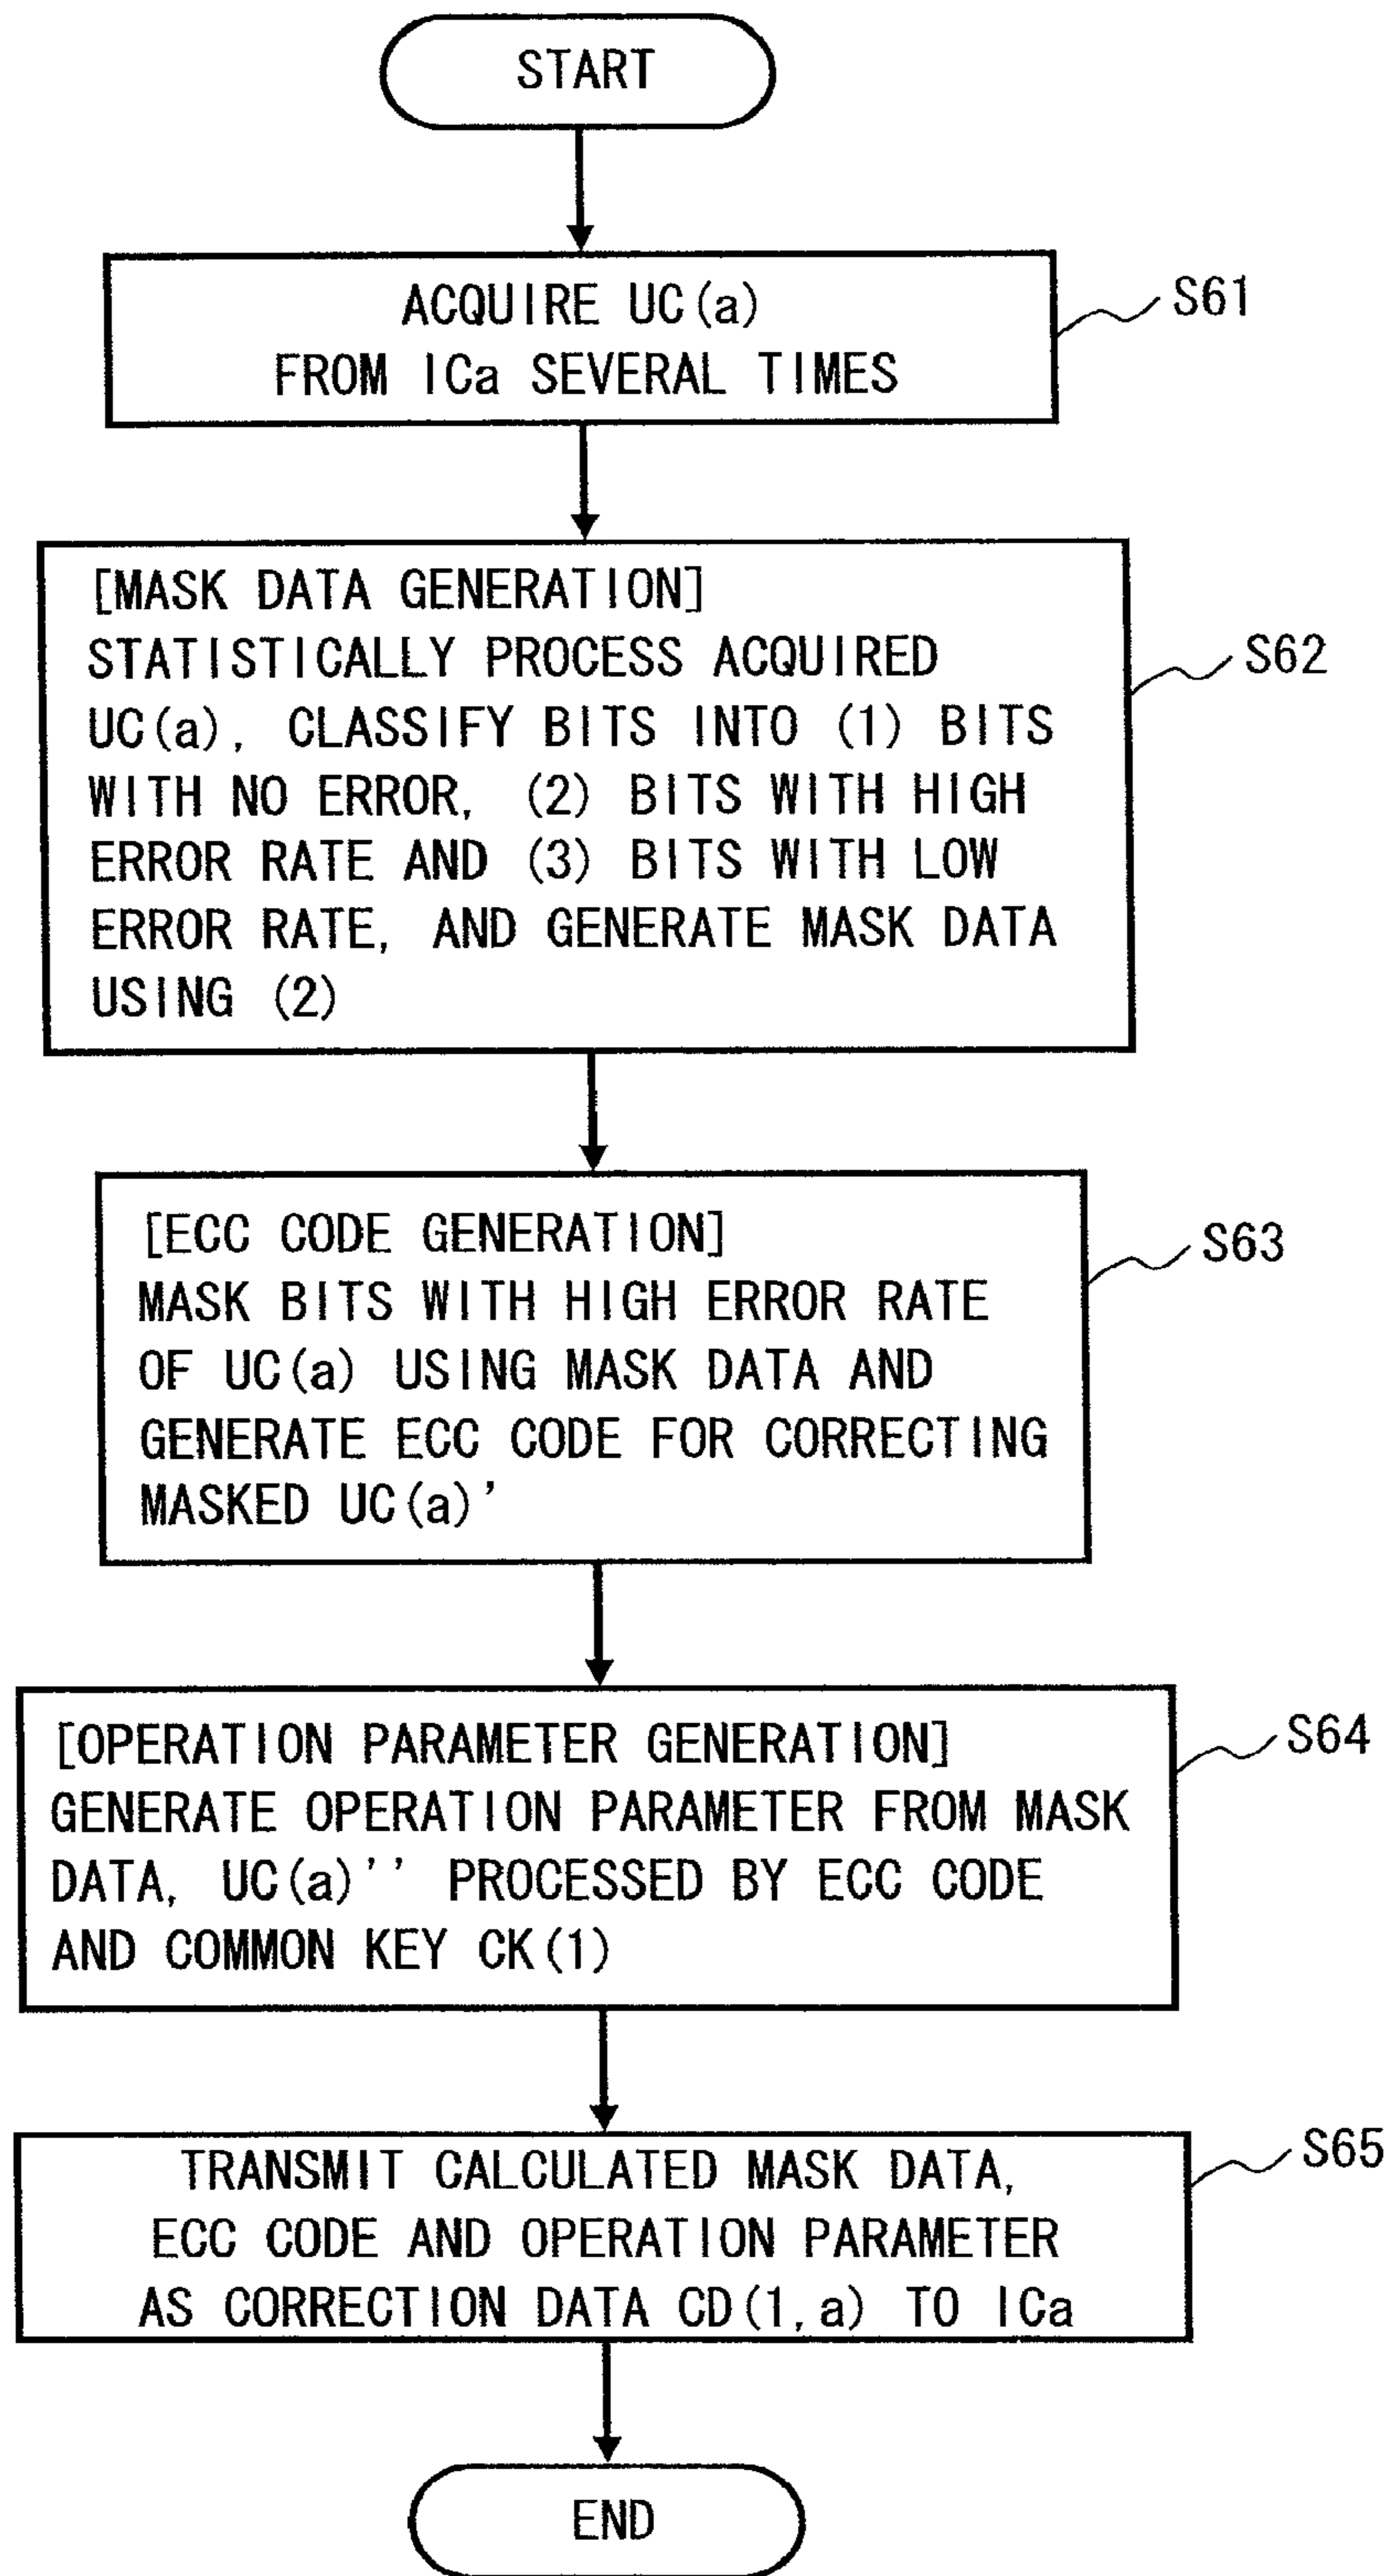 START
ACQUIRE UC(a)
FROM ICa SEVERAL TIMES
S61
[MASK DATA GENERATION]
STATISTICALLY PROCESS ACQUIRED
UC(a), CLASSIFY BITS INTO (1) BITS
WITH NO ERROR, (2) BITS WITH HIGH
ERROR RATE AND (3) BITS WITH LOW
ERROR RATE, AND GENERATE MASK DATA
USING (2)
S62
[ECC CODE GENERATION]
MASK BITS WITH HIGH ERROR RATE
OF UC(a) USING MASK DATA AND
GENERATE ECC CODE FOR CORRECTING
MASKED UC(a)'
S63
[OPERATION PARAMETER GENERATION]
GENERATE OPERATION PARAMETER FROM MASK
DATA, UC(a)'' PROCESSED BY ECC CODE
AND COMMON KEY CK(1)
S64
TRANSMIT CALCULATED MASK DATA,
ECC CODE AND OPERATION PARAMETER
AS CORRECTION DATA CD(1,a) TO ICa
S65
END